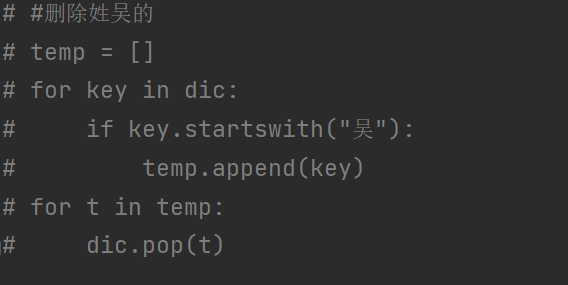 # #删除姓吴的
# temp = []
# for key in dic:
#     if key.startswith("吴"):
#         temp.append(key)
# for t in temp:
#     dic.pop(t)